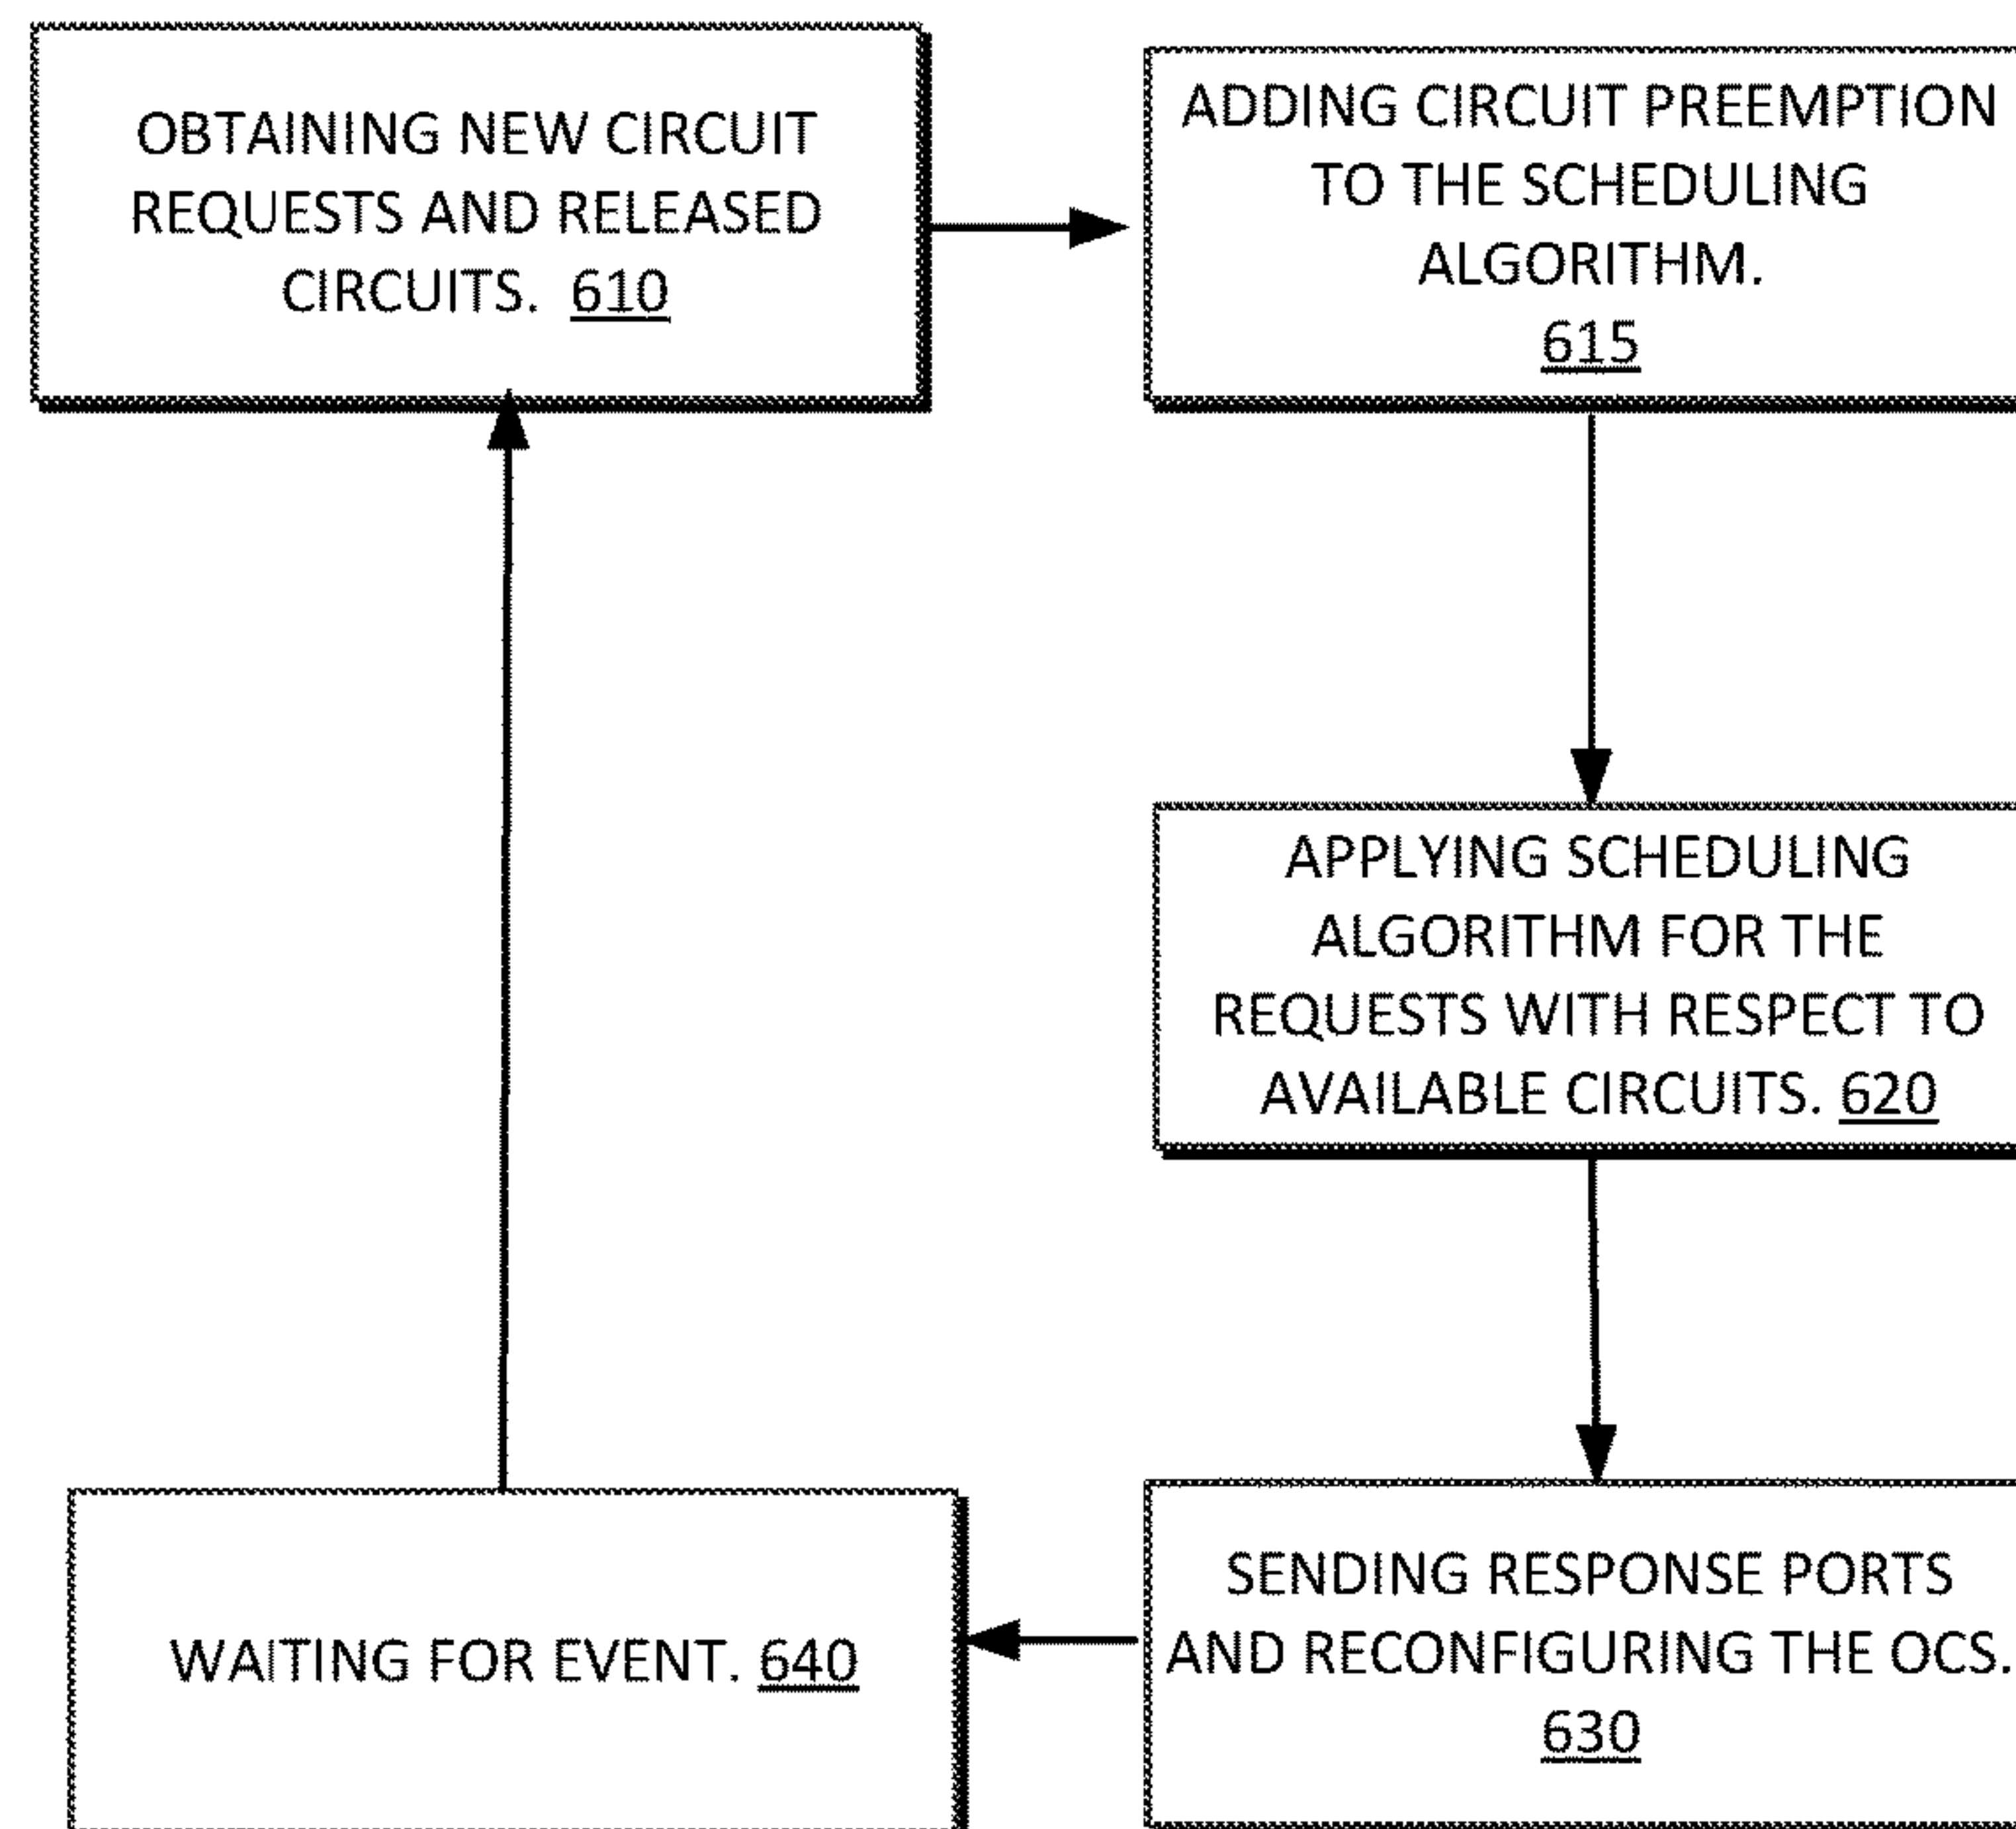 OBTAINING NEW CIRCUIT
REQUESTS AND RELEASED
CIRCUITS. 610
ADDING CIRCUIT PREEMPTION
TO THE SCHEDULING
ALGORITHM.
615
APPLYING SCHEDULING
ALGORITHM FOR THE
REQUESTS WITH RESPECT TO
AVAILABLE CIRCUITS. 620
SENDING RESPONSE PORTS
AND RECONFIGURING THE OCS.
630
WAITING FOR EVENT. 640